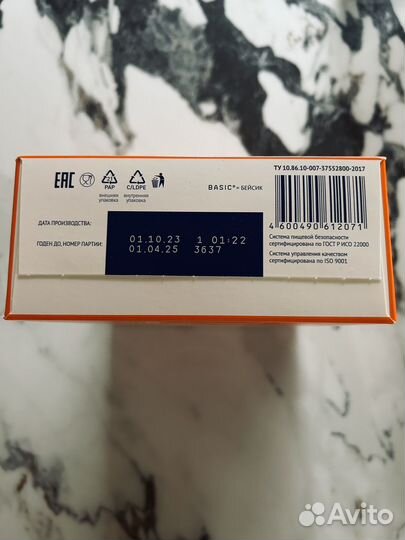 ТУ 10.86.10-007-37552800-2017
EAC
21
PAP
C/LDPE
внешняя упаковка
внутренняя упаковка
BASIC* – БЕЙСИК
ДАТА ПРОИЗВОДСТВА:
01.10.23 1 01:22
ГОДЕН ДО, НОМЕР ПАРТИИ:
01.04.25 3637
4 600490 612071
Система пищевой безопасности
сертифицирована по ГОСТ Р ИСО 22000
Система управления качеством
сертифицирована по ISO 9001
Avito